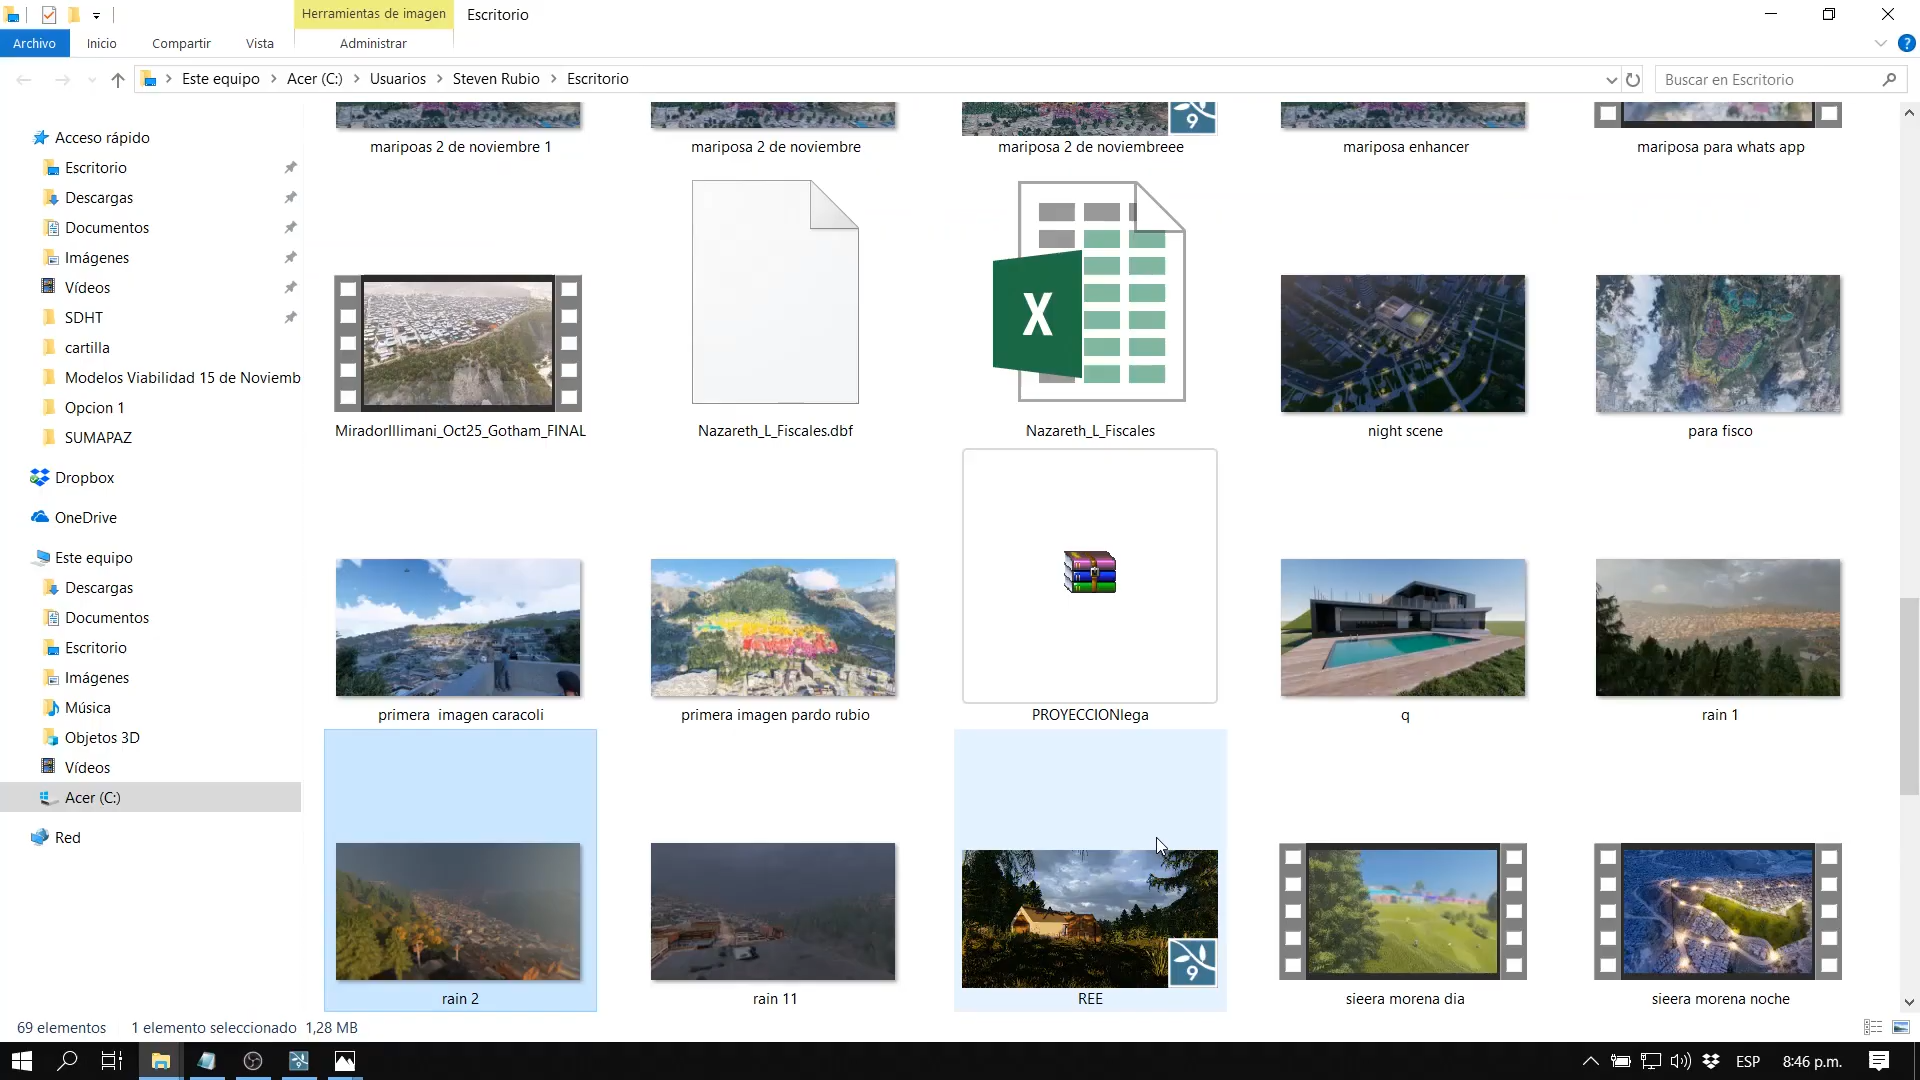 Herramientas de imagen
Escritorio
Archivo
Inicio
Compartir
Vista
Administrar
Este equipo
Acer (C:)
Usuarios
Steven Rubio
Escritorio
Buscar en Escritorio
Acceso rápido
Escritorio
Descargas
Documentos
Imágenes
Vídeos
SDHT
cartilla
Modelos Viabilidad 15 de Noviemb
Opcion 1
SUMAPAZ
Dropbox
OneDrive
Este equipo
Descargas
Documentos
Escritorio
Imágenes
Música
Objetos 3D
Vídeos
Acer (C:)
Red
9
maripoas 2 de noviembre 1
mariposa 2 de noviembre
mariposa 2 de noviembreee
mariposa enhancer
mariposa para whats app
X
MiradorIllimani_Oct25_Gotham_FINAL
Nazareth_L_Fiscales.dbf
Nazareth_L_Fiscales
night scene
para fisco
primera  imagen caracoli
primera imagen pardo rubio
PROYECCIONlega
q
rain 1
9
rain 2
rain 11
REE
sieera morena dia
sieera morena noche
69 elementos
1 elemento seleccionado 1,28 MB
9
ESP
8:46 p.m.